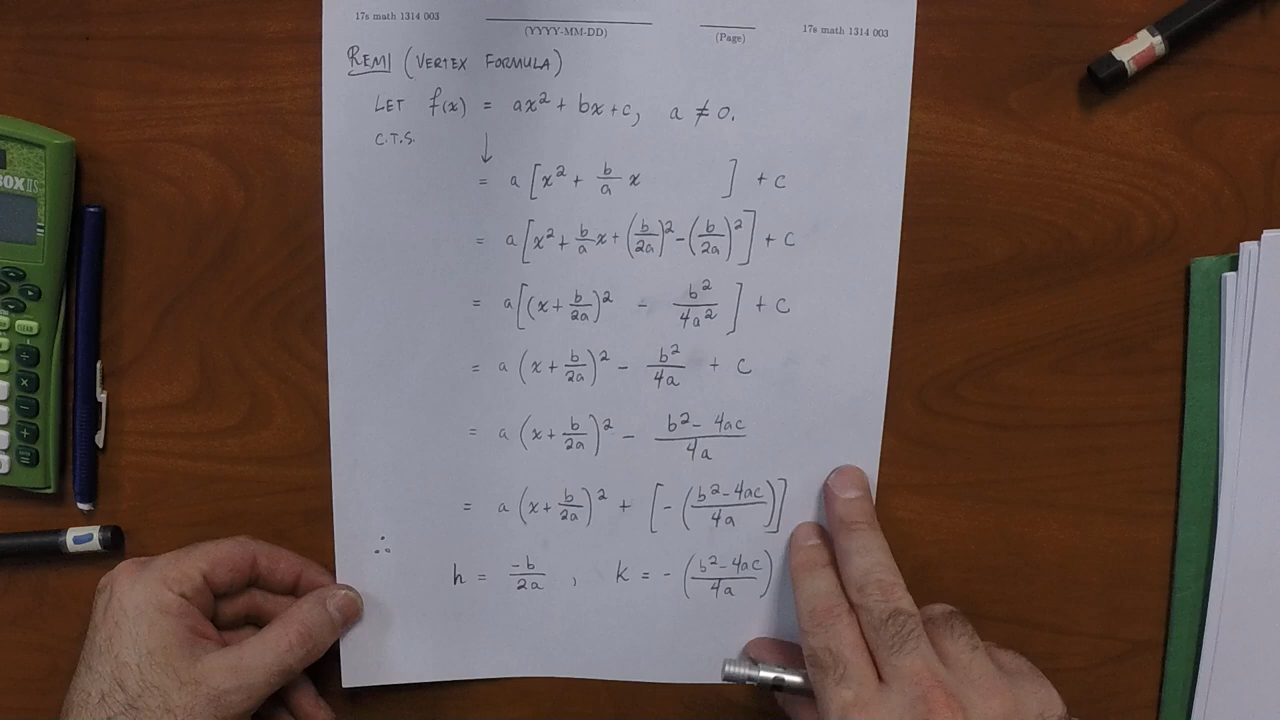 17s math 1314 003 (YYYY-MM-DD) (Page) 17s math 1314 003
REM] (VERTEX FORMULA)
LET f(x) = ax² + bx + c, a ≠ 0.
C.T.S. ↓
= a [x² + b/a x ] + c
= a [x² + b/a x + (b/2a)² - (b/2a)²] + c
= a [(x + b/2a)² - b²/4a²] + c
= a (x + b/2a)² - b²/4a + c
= a (x + b/2a)² - (b² - 4ac)/4a
= a (x + b/2a)² + [-((b² - 4ac)/4a)]
∴ h = -b/2a , k = -((b² - 4ac)/4a)
CLEAR
÷
×
−
+